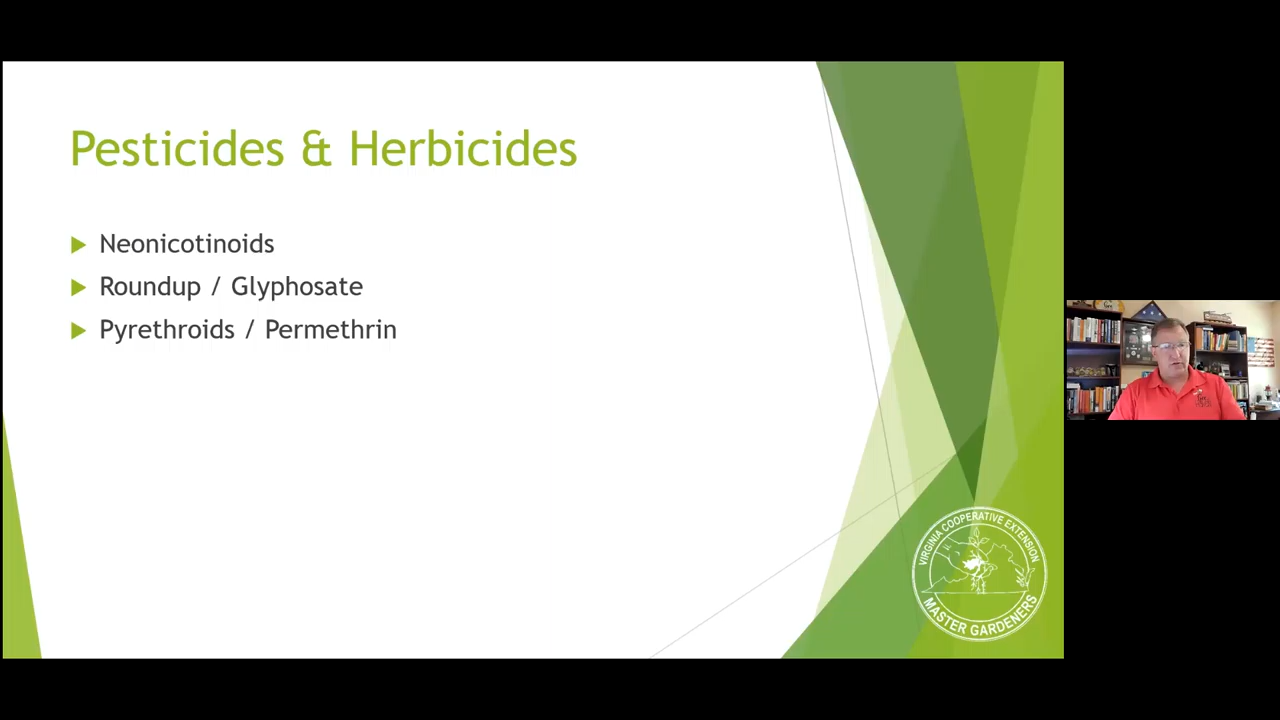 Pesticides & Herbicides
Neonicotinoids
Roundup / Glyphosate
Pyrethroids / Permethrin
VIRGINIA COOPERATIVE EXTENSION
MASTER GARDENERS